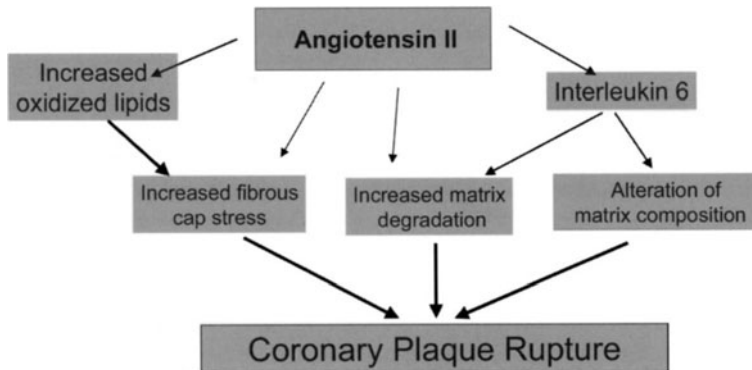 Angiotensin II
Increased
oxidized lipids
Interleukin 6
Increased fibrous
cap stress
Increased matrix
degradation
Alteration of
matrix composition
Coronary Plaque Rupture